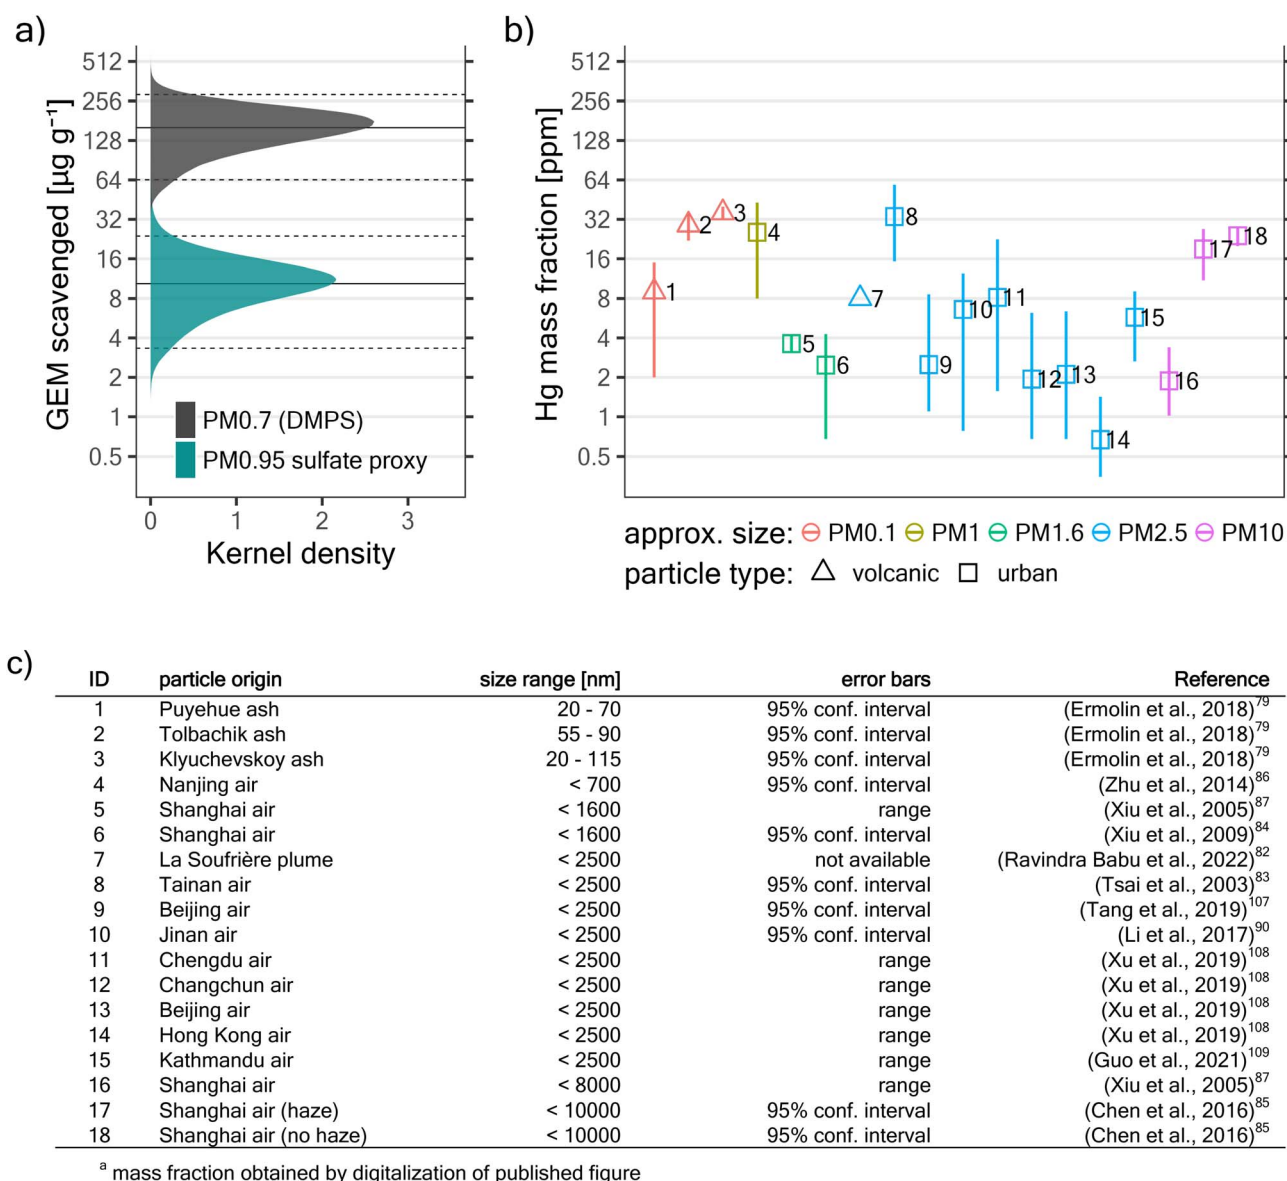 a)
GEM scavenged [µg g⁻¹]
512
256
128
64
32
16
8
4
2
1
0.5
PM0.7 (DMPS)
PM0.95 sulfate proxy
0 1 2 3
Kernel density
b)
Hg mass fraction [ppm]
512
256
128
64
32
16
8
4
2
1
0.5
1
2
3
4
5
6
7
8
9
10
11
12
13
14
15
16
17
18
approx. size: PM0.1 PM1 PM1.6 PM2.5 PM10
particle type: volcanic urban
c)
ID particle origin size range [nm] error bars Reference
1 Puyehue ash 20 - 70 95% conf. interval (Ermolin et al., 2018)⁷⁹
2 Tolbachik ash 55 - 90 95% conf. interval (Ermolin et al., 2018)⁷⁹
3 Klyuchevskoy ash 20 - 115 95% conf. interval (Ermolin et al., 2018)⁷⁹
4 Nanjing air < 700 95% conf. interval (Zhu et al., 2014)⁸⁶
5 Shanghai air < 1600 range (Xiu et al., 2005)⁸⁷
6 Shanghai air < 1600 95% conf. interval (Xiu et al., 2009)⁸⁴
7 La Soufrière plume < 2500 not available (Ravindra Babu et al., 2022)⁸²
8 Tainan air < 2500 95% conf. interval (Tsai et al., 2003)⁸³
9 Beijing air < 2500 95% conf. interval (Tang et al., 2019)¹⁰⁷
10 Jinan air < 2500 95% conf. interval (Li et al., 2017)⁹⁰
11 Chengdu air < 2500 range (Xu et al., 2019)¹⁰⁸
12 Changchun air < 2500 range (Xu et al., 2019)¹⁰⁸
13 Beijing air < 2500 range (Xu et al., 2019)¹⁰⁸
14 Hong Kong air < 2500 range (Xu et al., 2019)¹⁰⁸
15 Kathmandu air < 2500 range (Guo et al., 2021)¹⁰⁹
16 Shanghai air < 8000 range (Xiu et al., 2005)⁸⁷
17 Shanghai air (haze) < 10000 95% conf. interval (Chen et al., 2016)⁸⁵
18 Shanghai air (no haze) < 10000 95% conf. interval (Chen et al., 2016)⁸⁵
ᵃ mass fraction obtained by digitalization of published figure